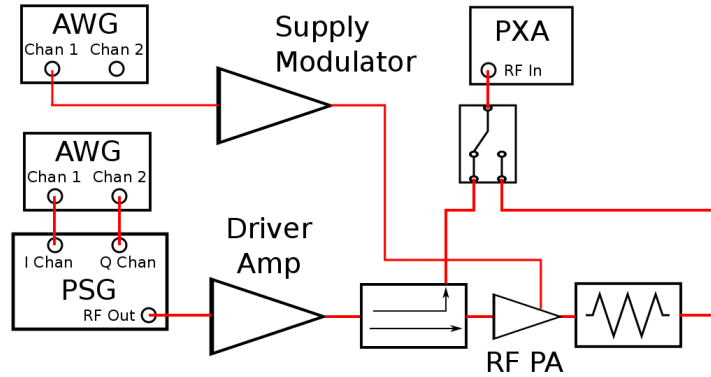 AWG
Chan 1 Chan 2
Supply
Modulator
PXA
RF In
AWG
Chan 1 Chan 2
I Chan Q Chan
PSG
RF Out
Driver
Amp
RF PA